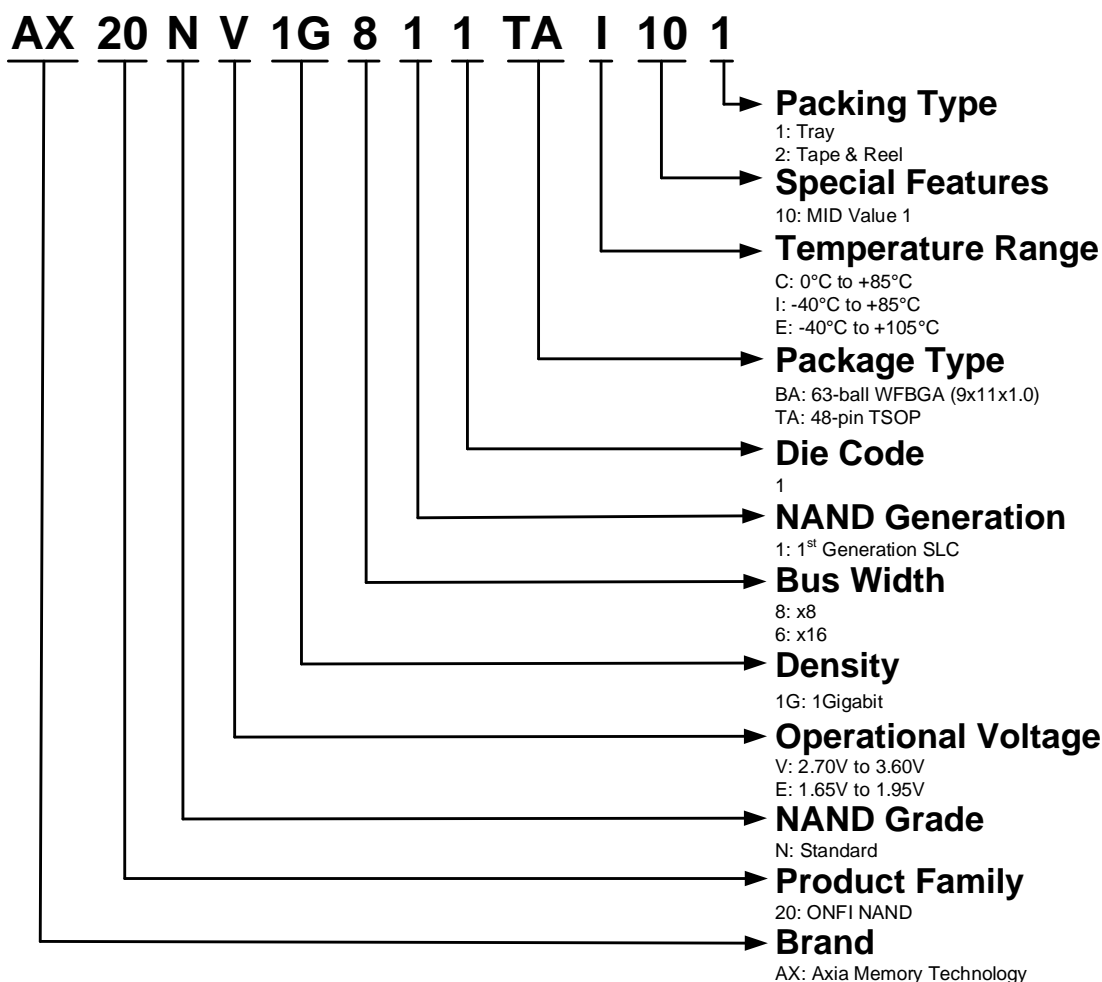 AX 20 N V 1G 8 1 1 TA I 10 1
Packing Type
1: Tray
2: Tape & Reel
Special Features
10: MID Value 1
Temperature Range
C: 0°C to +85°C
I: -40°C to +85°C
E: -40°C to +105°C
Package Type
BA: 63-ball WFBGA (9x11x1.0)
TA: 48-pin TSOP
Die Code
1
NAND Generation
1: 1st Generation SLC
Bus Width
8: x8
6: x16
Density
1G: 1Gigabit
Operational Voltage
V: 2.70V to 3.60V
E: 1.65V to 1.95V
NAND Grade
N: Standard
Product Family
20: ONFI NAND
Brand
AX: Axia Memory Technology